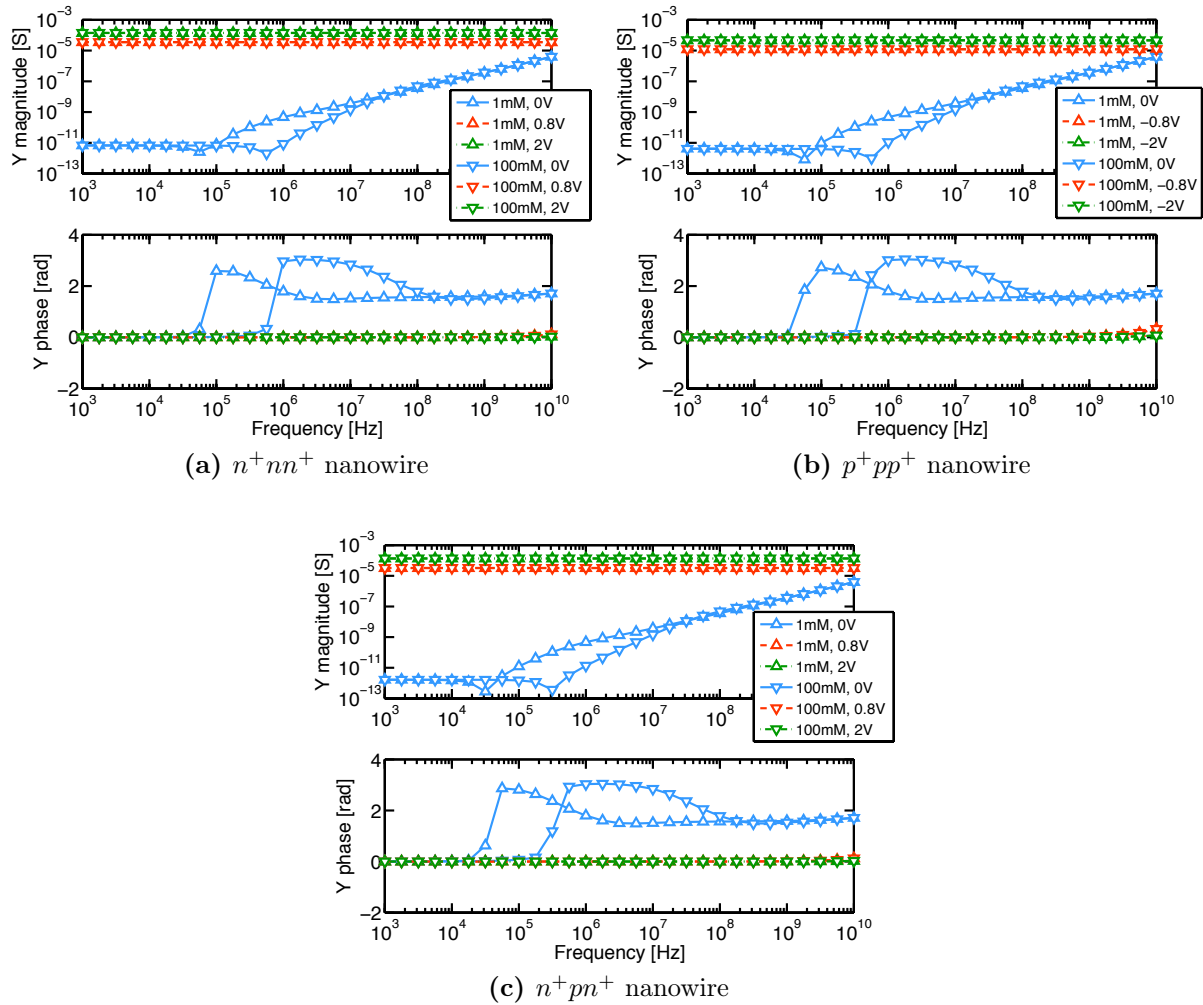 10^-3
10^-5
10^-7
10^-9
10^-11
10^-13
Y magnitude [S]
10^3 10^4 10^5 10^6 10^7 10^8
1mM, 0V
1mM, 0.8V
1mM, 2V
100mM, 0V
100mM, 0.8V
100mM, 2V
4
2
0
−2
Y phase [rad]
10^3 10^4 10^5 10^6 10^7 10^8 10^9 10^10
Frequency [Hz]
(a) n^+nn^+ nanowire
10^-3
10^-5
10^-7
10^-9
10^-11
10^-13
Y magnitude [S]
10^3 10^4 10^5 10^6 10^7 10^8
1mM, 0V
1mM, −0.8V
1mM, −2V
100mM, 0V
100mM, −0.8V
100mM, −2V
4
2
0
−2
Y phase [rad]
10^3 10^4 10^5 10^6 10^7 10^8 10^9 10^10
Frequency [Hz]
(b) p^+pp^+ nanowire
10^-3
10^-5
10^-7
10^-9
10^-11
10^-13
Y magnitude [S]
10^3 10^4 10^5 10^6 10^7 10^8
1mM, 0V
1mM, 0.8V
1mM, 2V
100mM, 0V
100mM, 0.8V
100mM, 2V
4
2
0
−2
Y phase [rad]
10^3 10^4 10^5 10^6 10^7 10^8 10^9 10^10
Frequency [Hz]
(c) n^+pn^+ nanowire